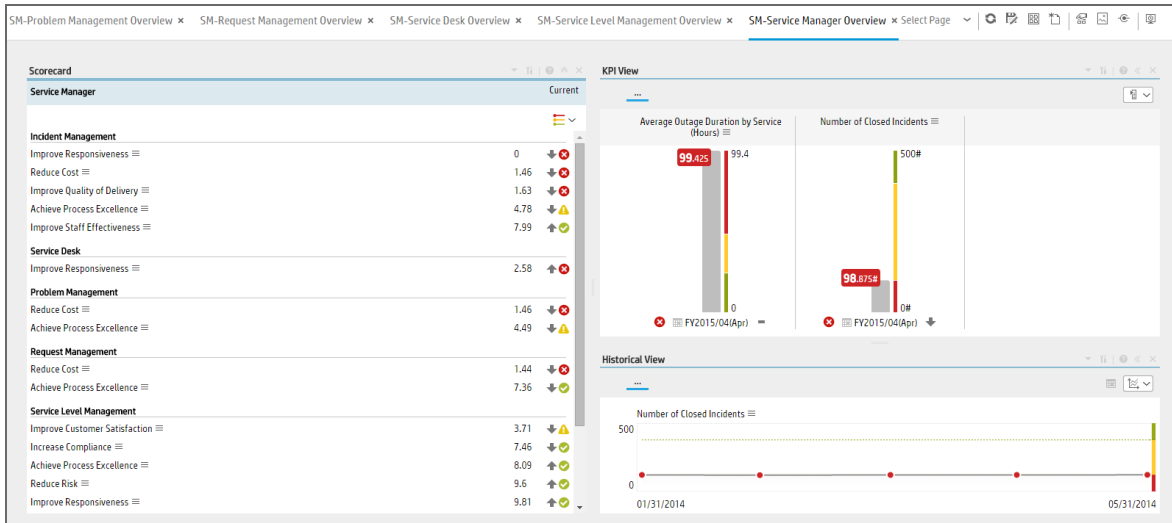 SM-Problem Management Overview × SM-Request Management Overview × SM-Service Desk Overview × SM-Service Level Management Overview × SM-Service Manager Overview × Select Page
Scorecard
Service Manager Current
Incident Management
Improve Responsiveness 0
Reduce Cost 1.46
Improve Quality of Delivery 1.63
Achieve Process Excellence 4.78
Improve Staff Effectiveness 7.99
Service Desk
Improve Responsiveness 2.58
Problem Management
Reduce Cost 1.46
Achieve Process Excellence 4.49
Request Management
Reduce Cost 1.44
Achieve Process Excellence 7.36
Service Level Management
Improve Customer Satisfaction 3.71
Increase Compliance 7.46
Achieve Process Excellence 8.09
Reduce Risk 9.6
Improve Responsiveness 9.81
KPI View
...
Average Outage Duration by Service
(Hours)
99.425 99.4
0
FY2015/04(Apr)
Number of Closed Incidents
500#
98.875#
0#
FY2015/04(Apr)
Historical View
...
Number of Closed Incidents
500
0
01/31/2014 05/31/2014